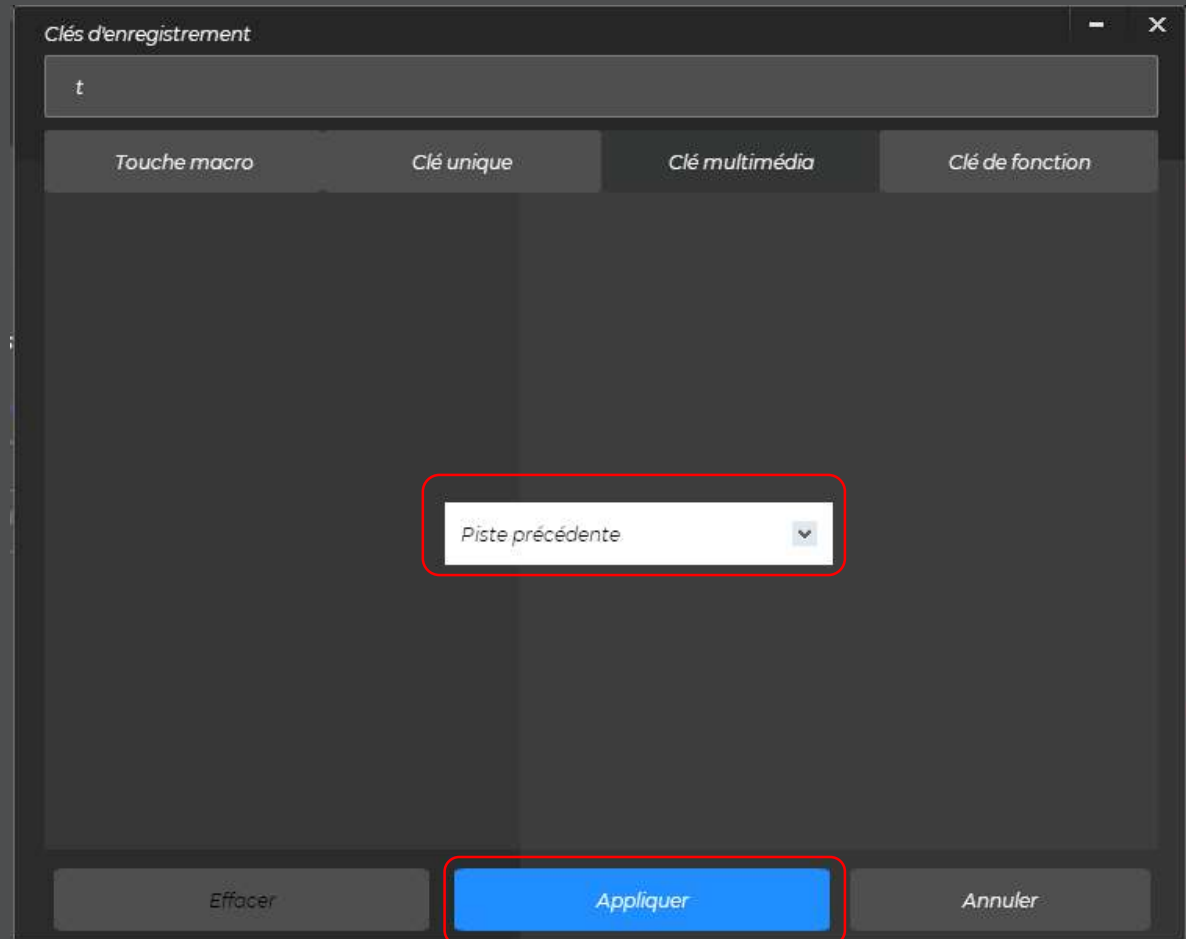 Clés d'enregistrement
t
Touche macro Clé unique Clé multimédia Clé de fonction
Piste précédente
Effacer Appliquer Annuler